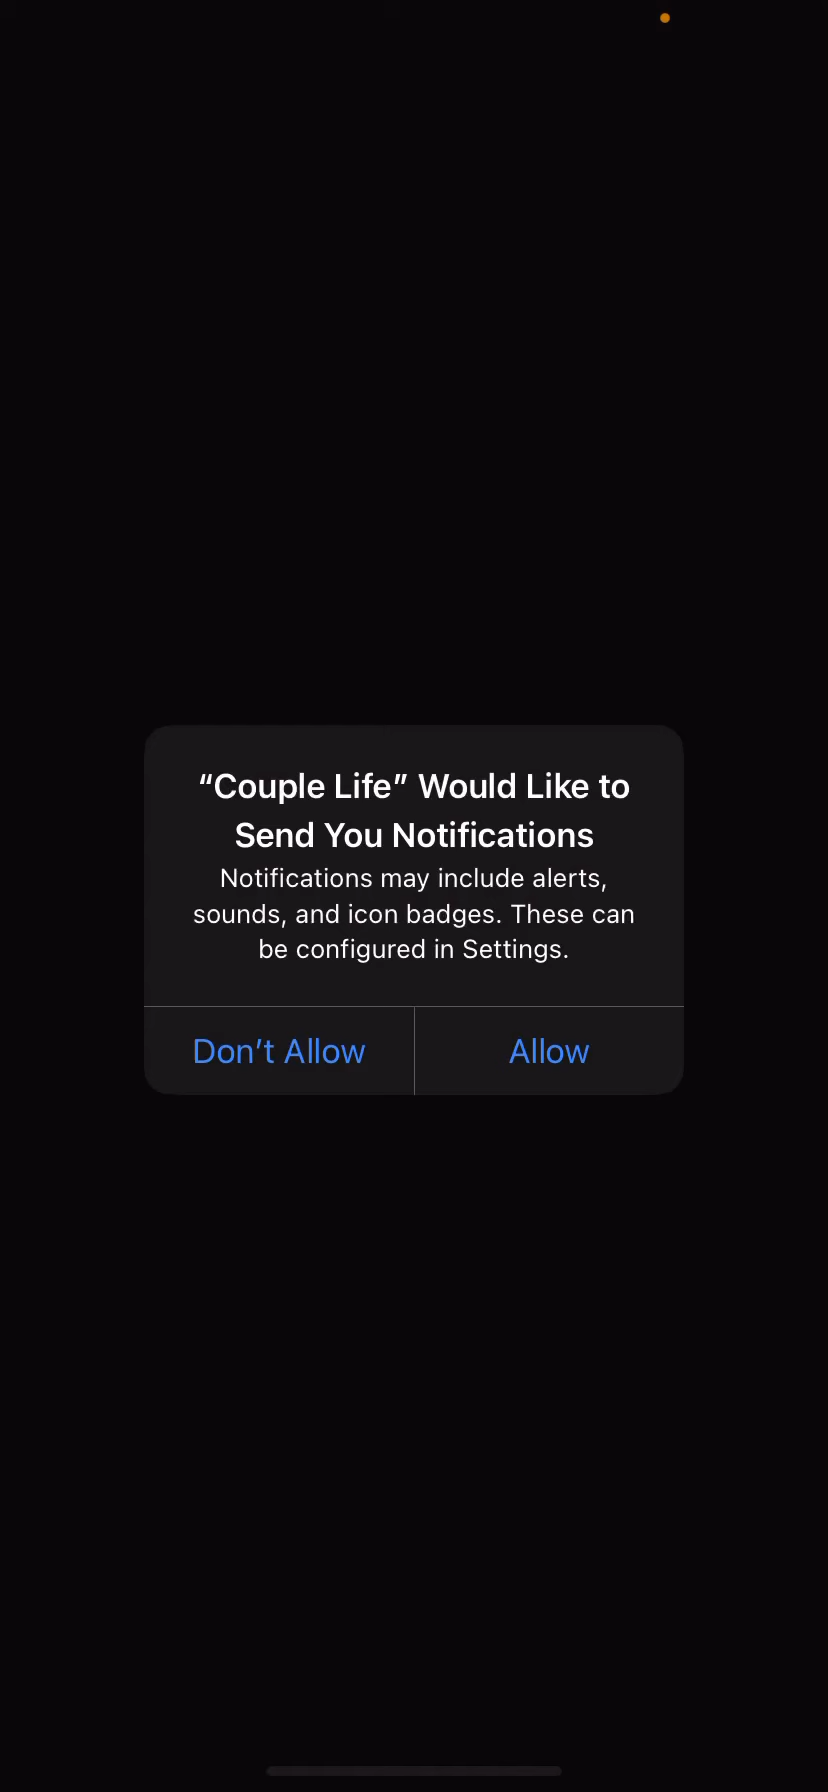 “Couple Life” Would Like to
Send You Notifications
Notifications may include alerts,
sounds, and icon badges. These can
be configured in Settings.
Don’t Allow
Allow